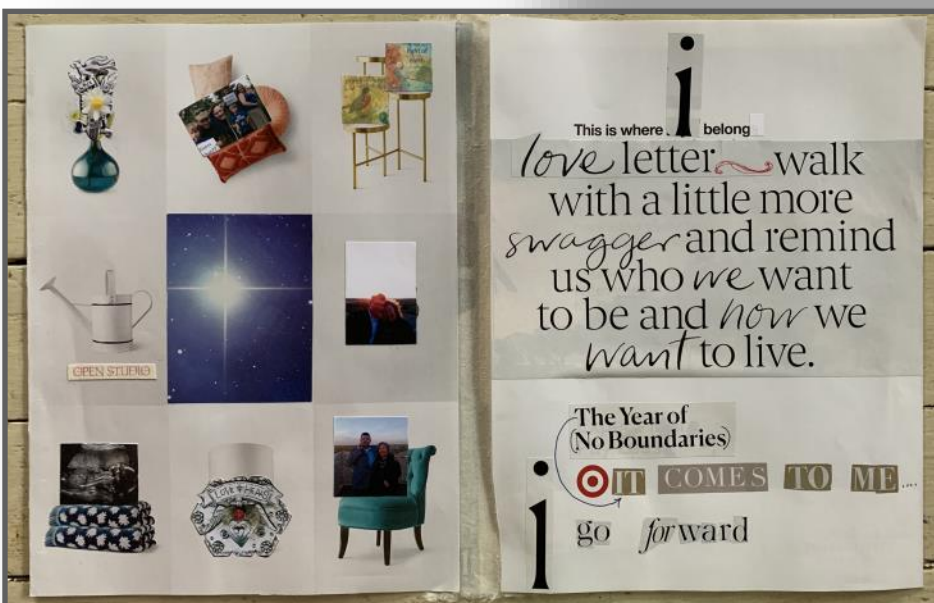 OPEN STUDIO
LOVE HEALS
i
This is where i belong
love letter walk
with a little more
swagger and remind
us who we want
to be and how we
want to live.
The Year of
(No Boundaries)
IT COMES TO ME....
i go forward